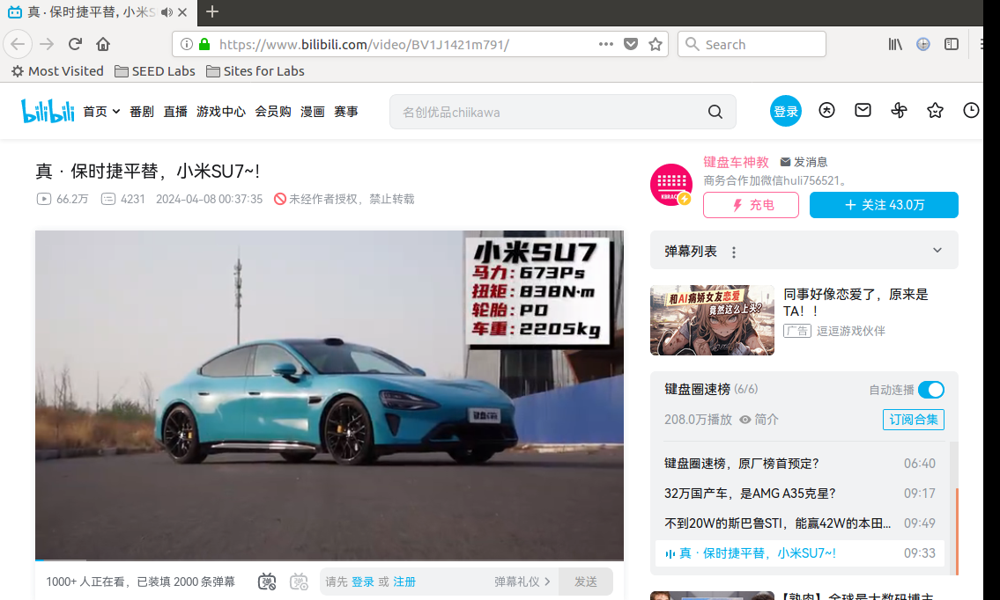 真 · 保时捷平替，小米S
https://www.bilibili.com/video/BV1J1421m791/
Search
Most Visited
SEED Labs
Sites for Labs
bilibili
首页 番剧 直播 游戏中心 会员购 漫画 赛事
名创优品chiikawa
登录
真 · 保时捷平替，小米SU7~!
66.2万 4231 2024-04-08 00:37:35 未经作者授权，禁止转载
键盘车神教 发消息
商务合作加微信huli756521。
充电
+ 关注 43.0万
小米SU7
马力：673Ps
扭矩：838N·m
轮胎：P0
车重：2205kg
弹幕列表
和AI病娇女友恋爱
竟然这么上头?
同事好像恋爱了，原来是
TA！！
广告 逗逗游戏伙伴
键盘圈速榜 (6/6) 自动连播
208.0万播放 简介 订阅合集
键盘圈速榜，原厂榜首预定? 06:40
32万国产车，是AMG A35克星? 09:17
不到20W的斯巴鲁STI，能赢42W的本田... 09:49
真 · 保时捷平替，小米SU7~! 09:33
1000+ 人正在看，已装填 2000 条弹幕
请先 登录 或 注册 弹幕礼仪 发送
【熟肉】全球最大数码博主